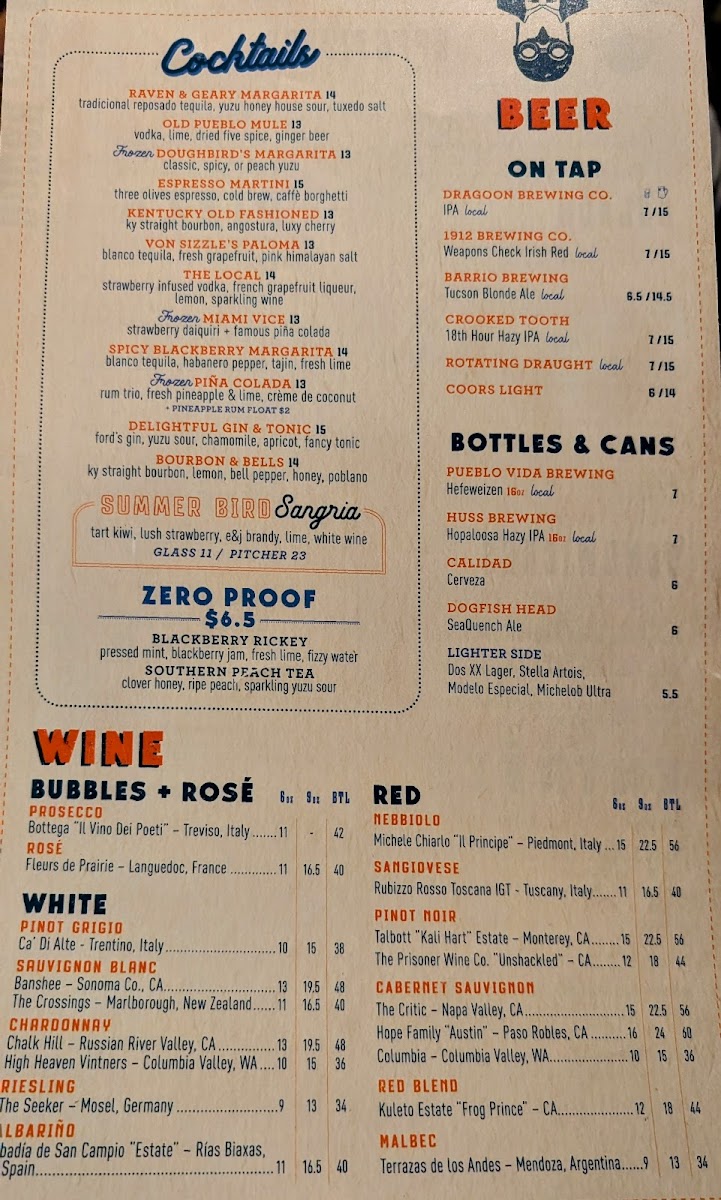 Cocktails
RAVEN & GEARY MARGARITA 14
traditional reposado tequila, yuzu honey house sour, tuxedo salt
OLD PUEBLO MULE 13
vodka, lime, dried five spice, ginger beer
Frozen DOUGHBIRD'S MARGARITA 13
classic, spicy, or peach yuzu
ESPRESSO MARTINI 15
three olives espresso, cold brew, caffè borghetti
KENTUCKY OLD FASHIONED 13
ky straight bourbon, angostura, luxy cherry
VON SIZZLE'S PALOMA 13
blanco tequila, fresh grapefruit, pink himalayan salt
THE LOCAL 14
strawberry infused vodka, french grapefruit liqueur,
lemon, sparkling wine
Frozen MIAMI VICE 13
strawberry daiquiri + famous piña colada
SPICY BLACKBERRY MARGARITA 14
blanco tequila, habanero pepper, tajin, fresh lime
Frozen PIÑA COLADA 13
rum trio, fresh pineapple & lime, crème de coconut
+ PINEAPPLE RUM FLOAT $2
DELIGHTFUL GIN & TONIC 15
ford's gin, yuzu sour, chamomile, apricot, fancy tonic
BOURBON & BELLS 14
ky straight bourbon, lemon, bell pepper, honey, poblano
SUMMER BIRD Sangria
tart kiwi, lush strawberry, e&j brandy, lime, white wine
GLASS 11 / PITCHER 23
ZERO PROOF
$6.5
BLACKBERRY RICKEY
pressed mint, blackberry jam, fresh lime, fizzy water
SOUTHERN PEACH TEA
clover honey, ripe peach, sparkling yuzu sour
BEER
ON TAP
DRAGOON BREWING CO.
IPA local 7/15
1912 BREWING CO.
Weapons Check Irish Red local 7/15
BARRIO BREWING
Tucson Blonde Ale local 6.5/14.5
CROOKED TOOTH
18th Hour Hazy IPA local 7/15
ROTATING DRAUGHT local 7/15
COORS LIGHT 6/14
BOTTLES & CANS
PUEBLO VIDA BREWING
Hefeweizen 16oz local 7
HUSS BREWING
Hopaloosa Hazy IPA 16oz local 7
CALIDAD
Cerveza 6
DOGFISH HEAD
SeaQuench Ale 6
LIGHTER SIDE
Dos XX Lager, Stella Artois,
Modelo Especial, Michelob Ultra 5.5
WINE
BUBBLES + ROSÉ 6oz 9oz BTL
PROSECCO
Bottega "Il Vino Dei Poeti" – Treviso, Italy.......11 - 42
ROSÉ
Fleurs de Prairie – Languedoc, France .............11 16.5 40
WHITE
PINOT GRIGIO
Ca' Di Alte - Trentino, Italy.........................10 15 38
SAUVIGNON BLANC
Banshee – Sonoma Co., CA.........................13 19.5 48
The Crossings – Marlborough, New Zealand......11 16.5 40
CHARDONNAY
Chalk Hill – Russian River Valley, CA.............13 19.5 48
High Heaven Vintners – Columbia Valley, WA....10 15 36
RIESLING
The Seeker – Mosel, Germany .......................9 13 34
ALBARIÑO
badía de San Campio "Estate" – Rías Biaxas,
Spain......................................................11 16.5 40
RED 6oz 9oz BTL
NEBBIOLO
Michele Chiarlo "Il Principe" – Piedmont, Italy ...15 22.5 56
SANGIOVESE
Rubizzo Rosso Toscana IGT - Tuscany, Italy.......11 16.5 40
PINOT NOIR
Talbott "Kali Hart" Estate – Monterey, CA........15 22.5 56
The Prisoner Wine Co. "Unshackled" – CA..........12 18 44
CABERNET SAUVIGNON
The Critic – Napa Valley, CA.........................15 22.5 56
Hope Family "Austin" – Paso Robles, CA ..........16 24 60
Columbia – Columbia Valley, WA.....................10 15 36
RED BLEND
Kuleto Estate "Frog Prince" – CA....................12 18 44
MALBEC
Terrazas de los Andes – Mendoza, Argentina......9 13 34